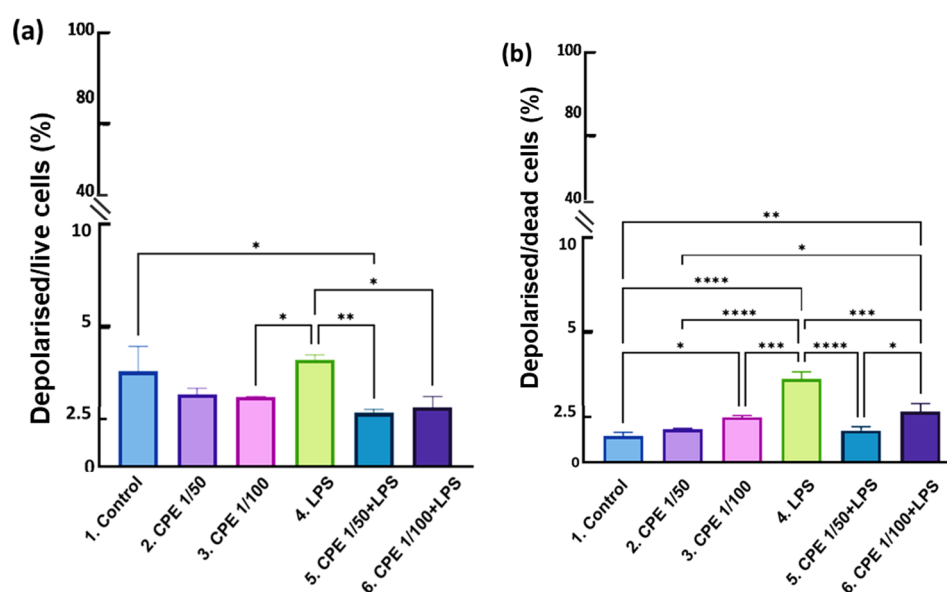 (a)
Depolarised/live cells (%)
100
80
40
10
5
2.5
0
*
*
*
**
1. Control
2. CPE 1/50
3. CPE 1/100
4. LPS
5. CPE 1/50+LPS
6. CPE 1/100+LPS
(b)
Depolarised/dead cells (%)
100
80
40
10
5
2.5
0
**
*
****
****
***
*
***
****
*
1. Control
2. CPE 1/50
3. CPE 1/100
4. LPS
5. CPE 1/50+LPS
6. CPE 1/100+LPS